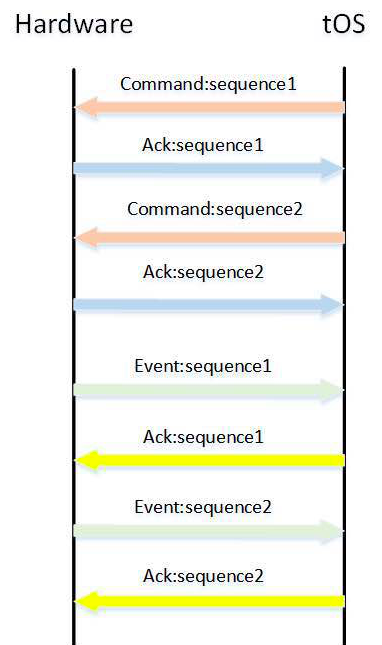 Hardware tOS
Command:sequence1
Ack:sequence1
Command:sequence2
Ack:sequence2
Event:sequence1
Ack:sequence1
Event:sequence2
Ack:sequence2